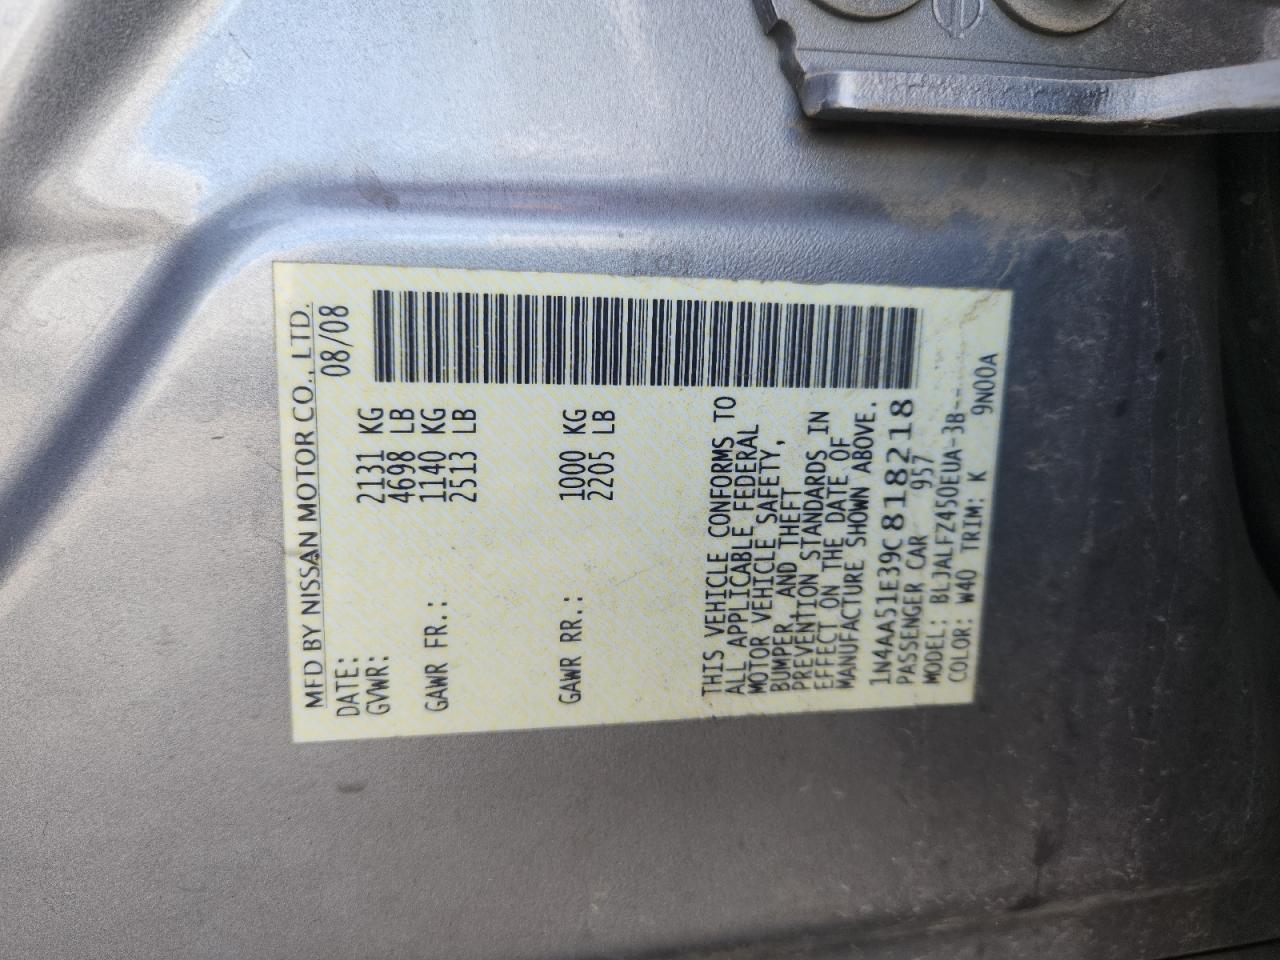 MFD BY NISSAN MOTOR CO., LTD.
DATE: 08/08
GVWR: 2131 KG
4698 LB
GAWR FR.: 1140 KG
2513 LB
GAWR RR.: 1000 KG
2205 LB
THIS VEHICLE CONFORMS TO
ALL APPLICABLE FEDERAL
MOTOR VEHICLE SAFETY,
BUMPER, AND THEFT
PREVENTION STANDARDS IN
EFFECT ON THE DATE OF
MANUFACTURE SHOWN ABOVE.
1N4AA51E39C818218
PASSENGER CAR 957
MODEL: BLJALFZ450EUA-3B--
COLOR: W40 TRIM: K 9N00A